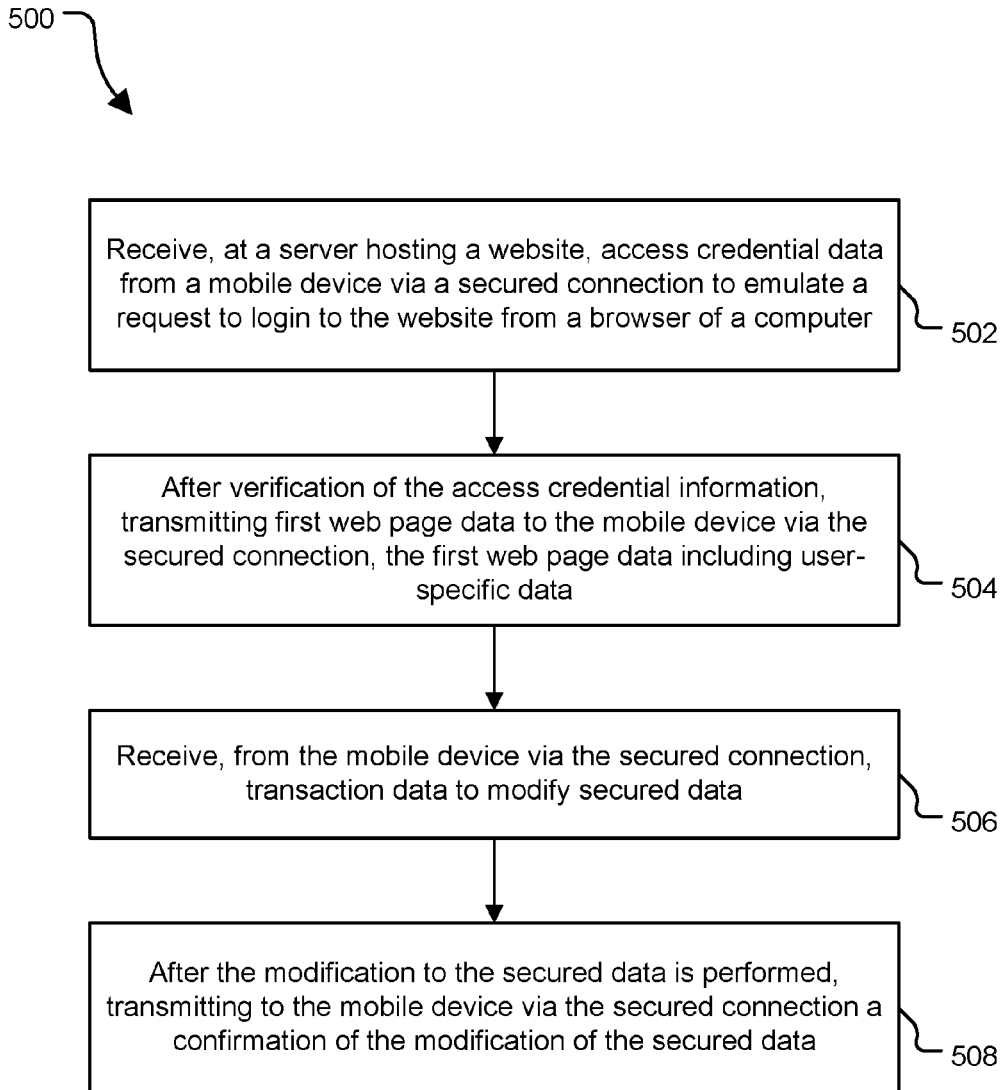 500
Receive, at a server hosting a website, access credential data
from a mobile device via a secured connection to emulate a
request to login to the website from a browser of a computer
502
After verification of the access credential information,
transmitting first web page data to the mobile device via the
secured connection, the first web page data including user-
specific data
504
Receive, from the mobile device via the secured connection,
transaction data to modify secured data
506
After the modification to the secured data is performed,
transmitting to the mobile device via the secured connection a
confirmation of the modification of the secured data
508